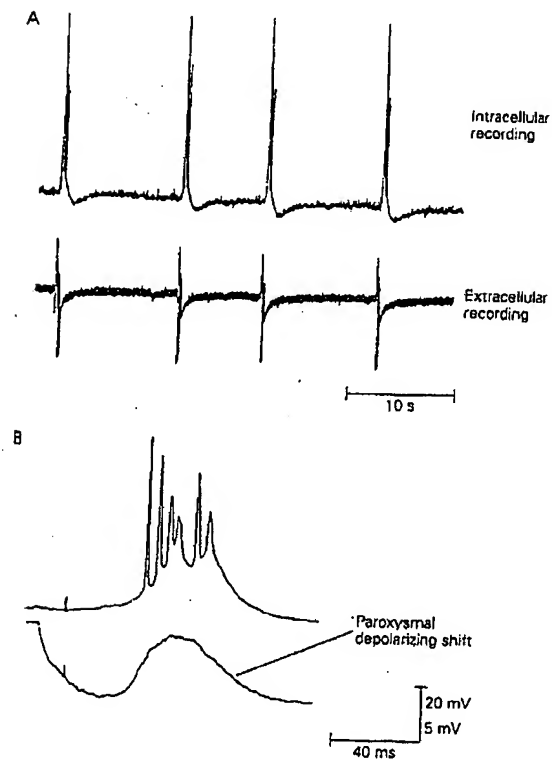 A
Intracellular
recording
Extracellular
recording
10 s
B
Paroxysmal
depolarizing shift
20 mV
5 mV
40 ms